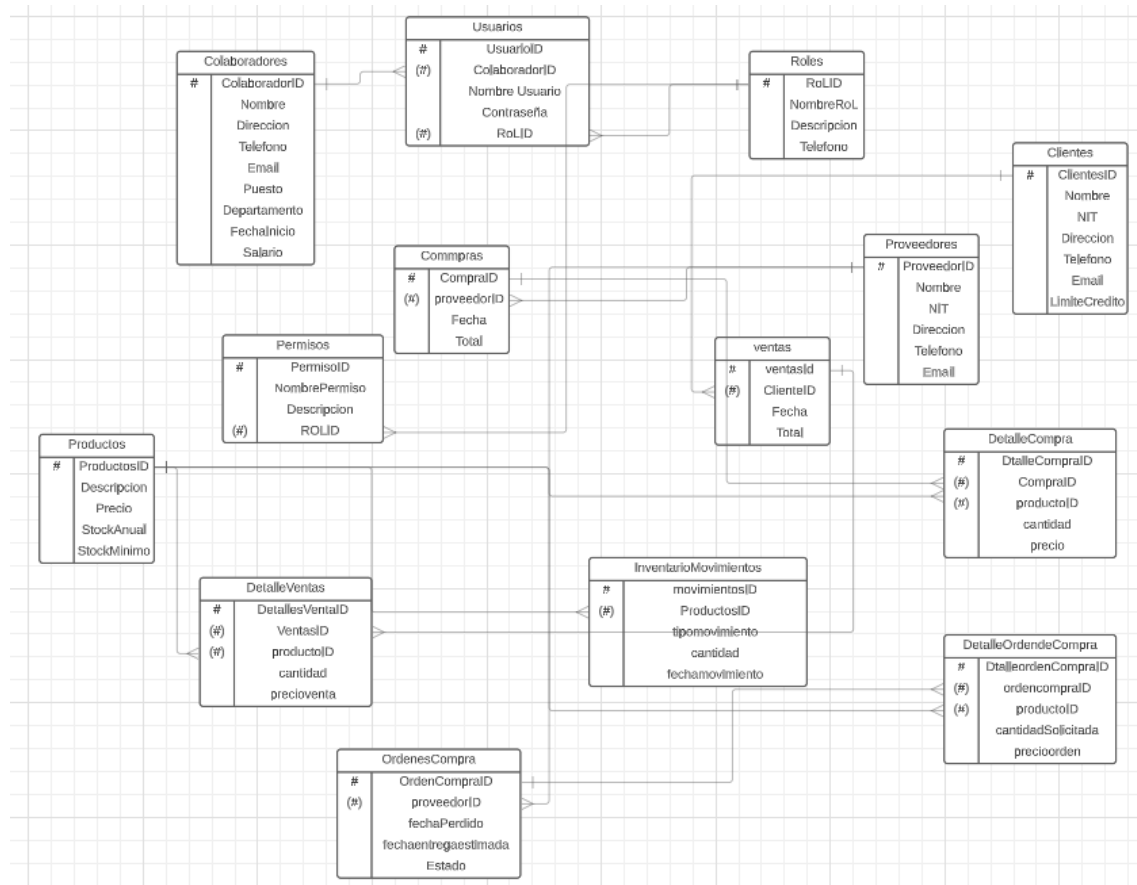 Usuarios
# UsuarioID
(#) ColaboradorID
Nombre Usuario
Contraseña
(#) RoLID
Colaboradores
# ColaboradorID
Nombre
Direccion
Telefono
Email
Puesto
Departamento
FechaInicio
Salario
Roles
# RoLID
NombreRoL
Descripcion
Telefono
Clientes
# ClientesID
Nombre
NIT
Direccion
Telefono
Email
LimiteCredito
Commpras
# CompraID
(#) proveedorID
Fecha
Total
Proveedores
# ProveedorID
Nombre
NIT
Direccion
Telefono
Email
Permisos
# PermisoID
NombrePermiso
Descripcion
(#) ROLID
ventas
# ventasId
(#) ClienteID
Fecha
Total
Productos
# ProductosID
Descripcion
Precio
StockAnual
StockMinimo
DetalleCompra
# DtalleCompraID
(#) CompraID
(#) productoID
cantidad
precio
DetalleVentas
# DetallesVentaID
(#) VentasID
(#) productoID
cantidad
precioventa
InventarioMovimientos
# movimientosID
(#) ProductosID
tipomovimiento
cantidad
fechamovimiento
DetalleOrdendeCompra
# DtalleordenCompraID
(#) ordencompraID
(#) productoID
cantidadSolicitada
precioorden
OrdenesCompra
# OrdenCompraID
(#) proveedorID
fechaPerdido
fechaentregaestimada
Estado